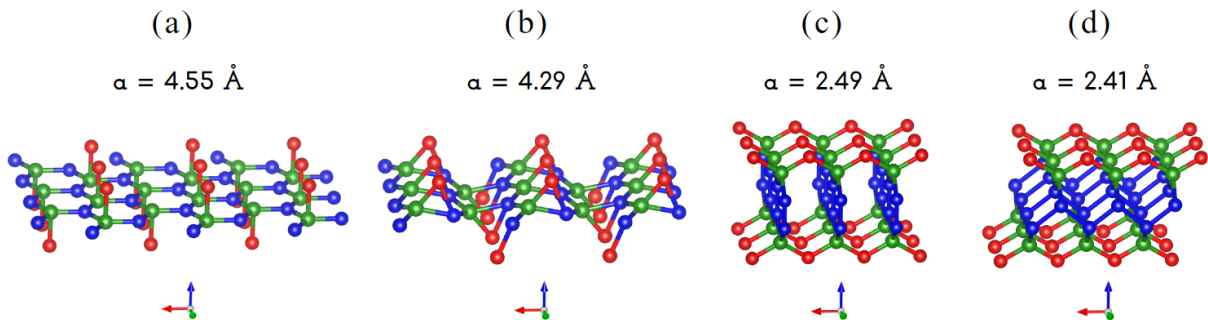 (a) (b) (c) (d)
a = 4.55 Å a = 4.29 Å a = 2.49 Å a = 2.41 Å